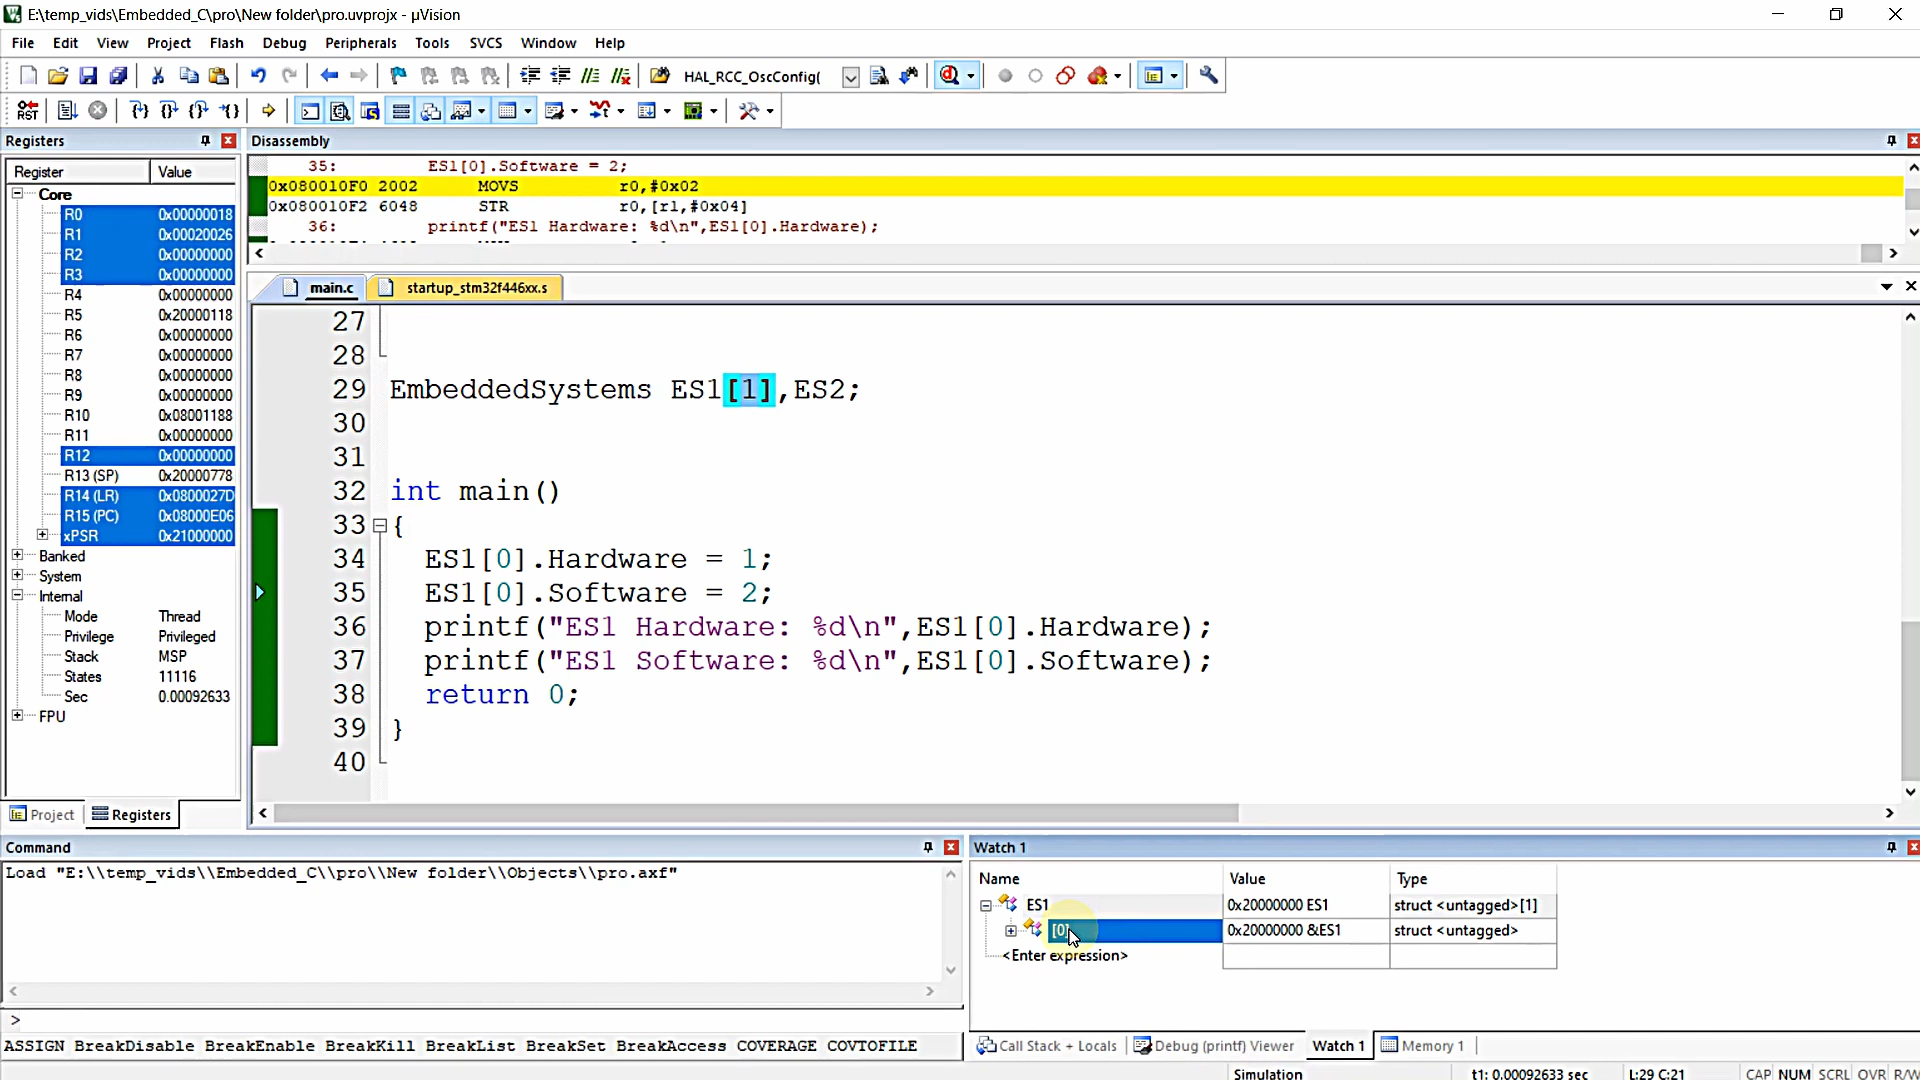 E:\temp_vids\Embedded_C\pro\New folder\pro.uvprojx - µVision
File Edit View Project Flash Debug Peripherals Tools SVCS Window Help
HAL_RCC_OscConfig(
RST
Registers
Register Value
Core
R0 0x00000018
R1 0x00020026
R2 0x00000000
R3 0x00000000
R4 0x00000000
R5 0x20000118
R6 0x00000000
R7 0x00000000
R8 0x00000000
R9 0x00000000
R10 0x08001188
R11 0x00000000
R12 0x00000000
R13 (SP) 0x20000778
R14 (LR) 0x0800027D
R15 (PC) 0x08000E06
xPSR 0x21000000
Banked
System
Internal
Mode Thread
Privilege Privileged
Stack MSP
States 11116
Sec 0.00092633
FPU
Project Registers
Disassembly
35: ES1[0].Software = 2;
0x080010F0 2002 MOVS r0,#0x02
0x080010F2 6048 STR r0,[r1,#0x04]
36: printf("ES1 Hardware: %d\n",ES1[0].Hardware);
main.c startup_stm32f446xx.s
27
28
29 EmbeddedSystems ES1[1],ES2;
30
31
32 int main()
33 {
34 ES1[0].Hardware = 1;
35 ES1[0].Software = 2;
36 printf("ES1 Hardware: %d\n",ES1[0].Hardware);
37 printf("ES1 Software: %d\n",ES1[0].Software);
38 return 0;
39 }
40
Command
Load "E:\\temp_vids\\Embedded_C\\pro\\New folder\\Objects\\pro.axf"
>
ASSIGN BreakDisable BreakEnable BreakKill BreakList BreakSet BreakAccess COVERAGE COVTOFILE
Watch 1
Name Value Type
ES1 0x20000000 ES1 struct <untagged>[1]
[0] 0x20000000 &ES1 struct <untagged>
<Enter expression>
Call Stack + Locals Debug (printf) Viewer Watch 1 Memory 1
Simulation t1: 0.00092633 sec L:29 C:21 CAP NUM SCRL OVR R/W